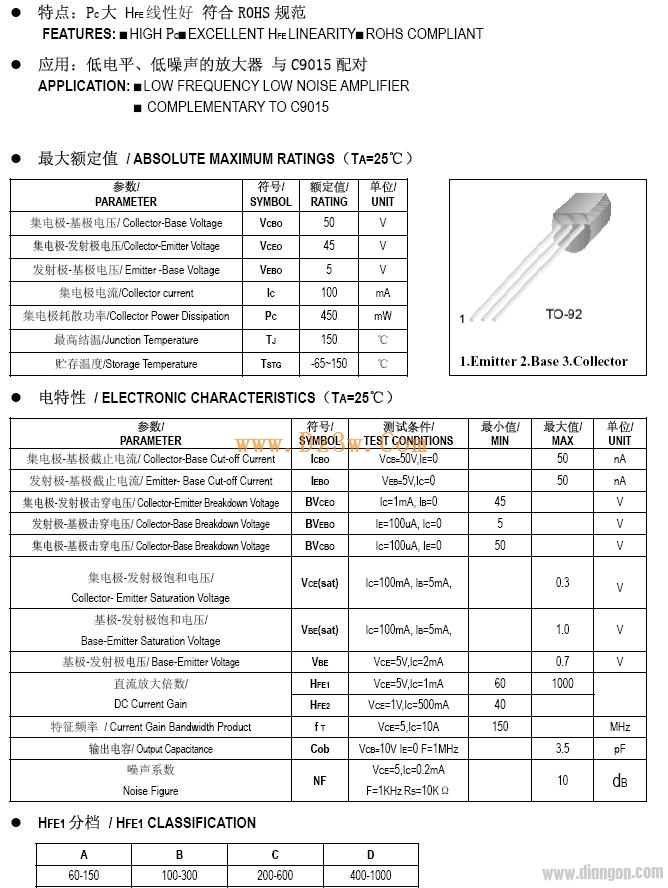 ● 特点：Pc大 HFE线性好 符合ROHS规范
FEATURES: ■HIGH Pc■EXCELLENT HFE LINEARITY■ROHS COMPLIANT
● 应用：低电平、低噪声的放大器 与C9015配对
APPLICATION: ■LOW FREQUENCY LOW NOISE AMPLIFIER
■ COMPLEMENTARY TO C9015
● 最大额定值 / ABSOLUTE MAXIMUM RATINGS（TA=25℃）
参数/ PARAMETER 符号/ SYMBOL 额定值/ RATING 单位/ UNIT
集电极-基极电压/ Collector-Base Voltage VCBO 50 V
集电极-发射极电压/Collector-Emitter Voltage VCEO 45 V
发射极-基极电压/ Emitter -Base Voltage VEBO 5 V
集电极电流/Collector current Ic 100 mA
集电极耗散功率/Collector Power Dissipation Pc 450 mW
最高结温/Junction Temperature TJ 150 ℃
贮存温度/Storage Temperature TSTG -65~150 ℃
1 TO-92
1.Emitter 2.Base 3.Collector
● 电特性 / ELECTRONIC CHARACTERISTICS（TA=25℃）
参数/ PARAMETER 符号/ SYMBOL 测试条件/ TEST CONDITIONS 最小值/ MIN 最大值/ MAX 单位/ UNIT
www.Dz3w.com
集电极-基极截止电流/ Collector-Base Cut-off Current ICBO VCB=50V,IE=0 50 nA
发射极-基极截止电流/ Emitter- Base Cut-off Current IEBO VEB=5V,Ic=0 50 nA
集电极-发射极击穿电压/ Collector-Emitter Breakdown Voltage BVCEO Ic=1mA, IB=0 45 V
发射极-基极击穿电压/ Collector-Base Breakdown Voltage BVEBO IE=100uA, Ic=0 5 V
集电极-基极击穿电压/ Collector-Base Breakdown Voltage BVCBO Ic=100uA, IE=0 50 V
集电极-发射极饱和电压/ Collector- Emitter Saturation Voltage VCE(sat) Ic=100mA, IB=5mA, 0.3 V
基极-发射极饱和电压/ Base-Emitter Saturation Voltage VBE(sat) Ic=100mA, IB=5mA, 1.0 V
基极-发射极电压/ Base-Emitter Voltage VBE VCE=5V,Ic=2mA 0.7 V
直流放大倍数/ DC Current Gain HFE1 VCE=5V,Ic=1mA 60 1000
HFE2 VCE=1V,Ic=500mA 40
特征频率 / Current Gain Bandwidth Product f T VCE=5,Ic=10A 150 MHz
输出电容/ Output Capacitance Cob VCB=10V IE=0 F=1MHz 3.5 pF
噪声系数 Noise Figure NF VCE=5,Ic=0.2mA F=1KHz Rs=10KΩ 10 dB
● HFE1 分档 / HFE1 CLASSIFICATION
A B C D
60-150 100-300 200-600 400-1000
www.diangon.com